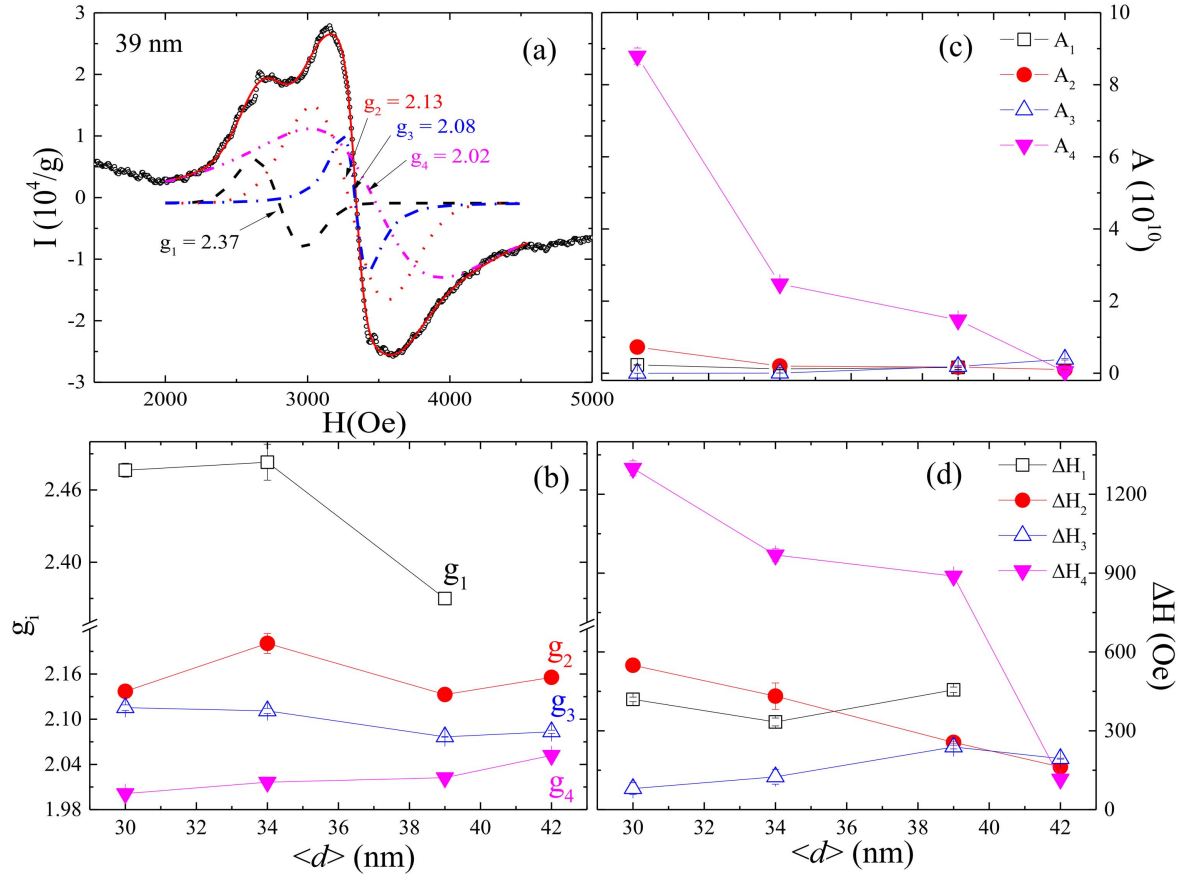 39 nm
(a)
g₂ = 2.13
g₃ = 2.08
g₄ = 2.02
g₁ = 2.37
3
2
1
0
-1
-2
-3
I (10⁴/g)
2000 3000 4000 5000
H(Oe)
(c)
A₁
A₂
A₃
A₄
10
8
6
4
2
0
A (10¹⁰)
(b)
2.46
2.40
2.16
2.10
2.04
1.98
gᵢ
g₁
g₂
g₃
g₄
30 32 34 36 38 40 42
<d> (nm)
(d)
ΔH₁
ΔH₂
ΔH₃
ΔH₄
1200
900
600
300
0
ΔH (Oe)
30 32 34 36 38 40 42
<d> (nm)